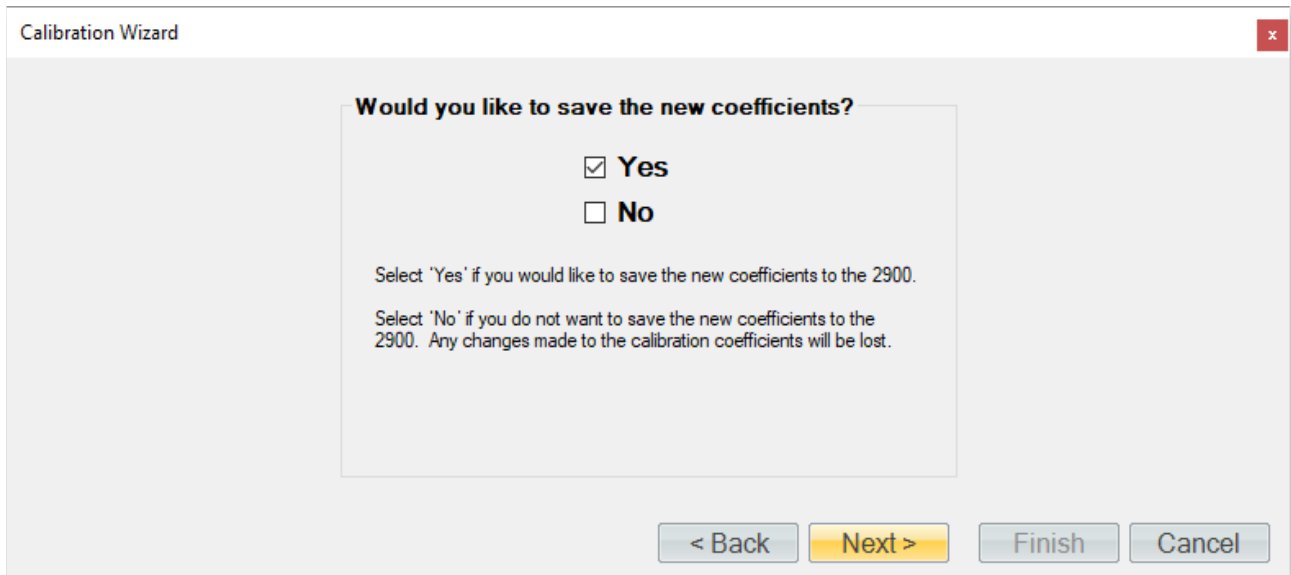 Calibration Wizard
x
Would you like to save the new coefficients?
Yes
No
Select 'Yes' if you would like to save the new coefficients to the 2900.
Select 'No' if you do not want to save the new coefficients to the
2900. Any changes made to the calibration coefficients will be lost.
< Back Next > Finish Cancel